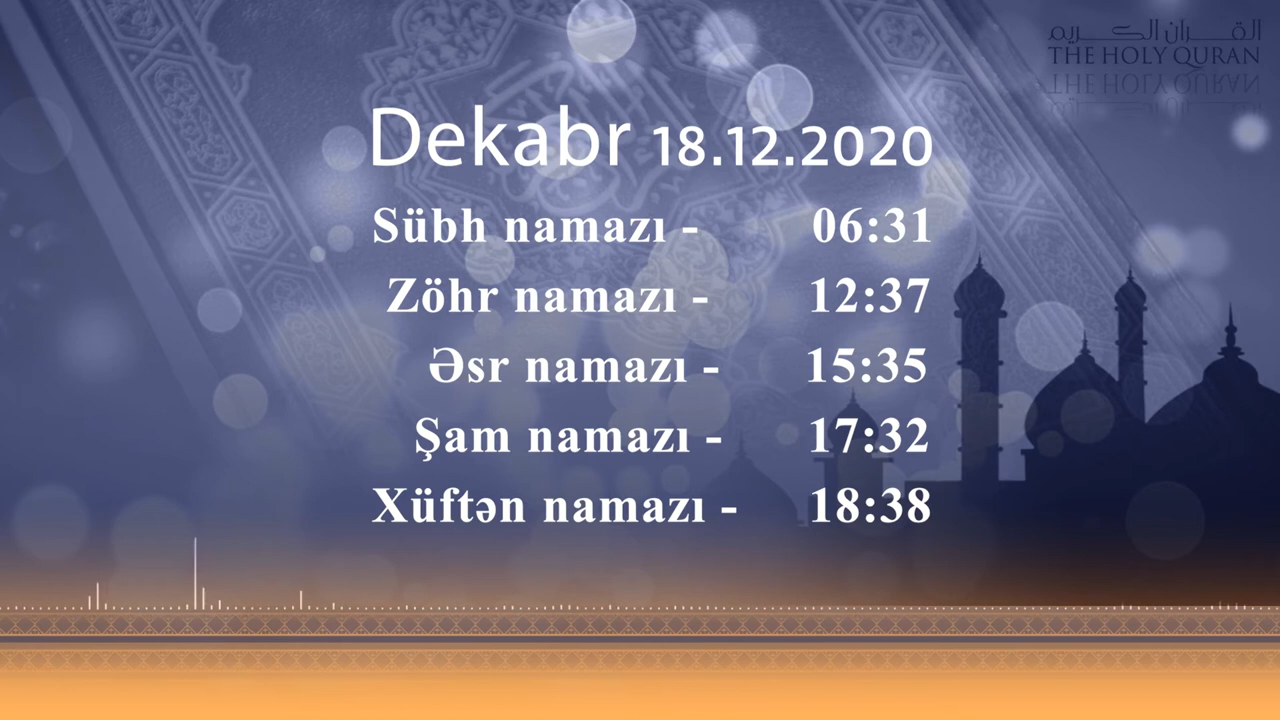 القرآن الكريم
THE HOLY QURAN
Dekabr 18.12.2020
Sübh namazı - 06:31
Zöhr namazı - 12:37
Əsr namazı - 15:35
Şam namazı - 17:32
Xüftən namazı - 18:38